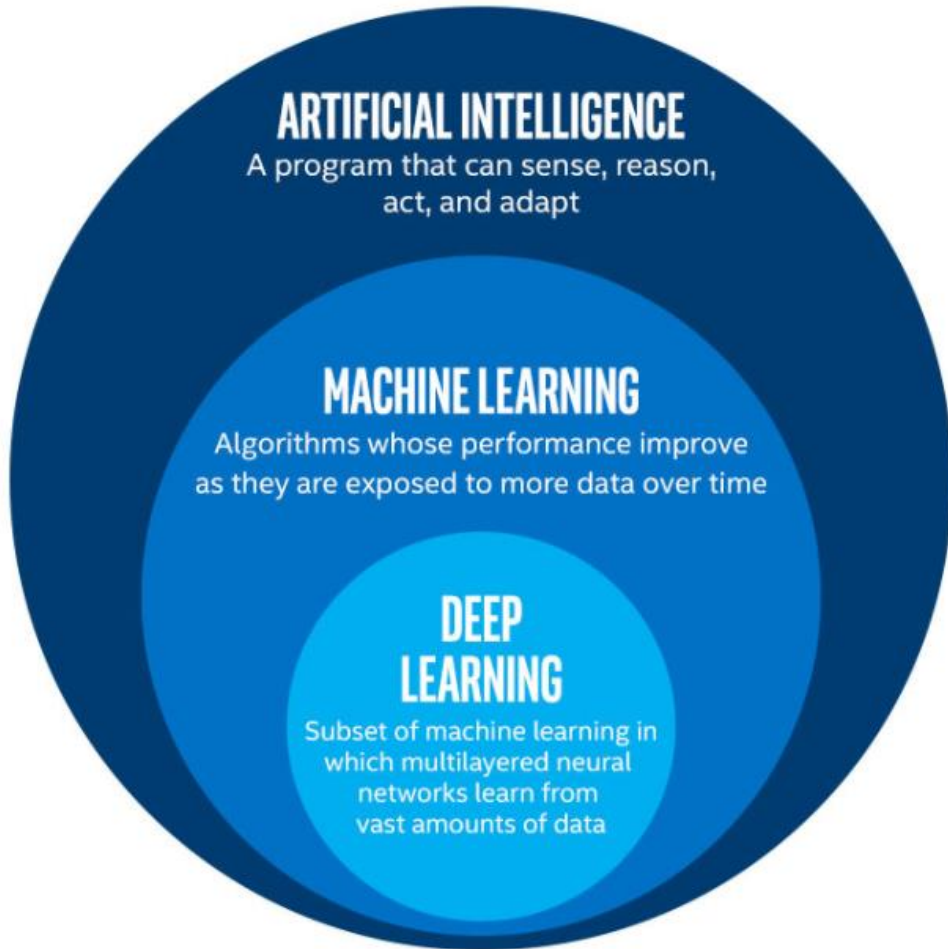 ARTIFICIAL INTELLIGENCE
A program that can sense, reason,
act, and adapt
MACHINE LEARNING
Algorithms whose performance improve
as they are exposed to more data over time
DEEP
LEARNING
Subset of machine learning in
which multilayered neural
networks learn from
vast amounts of data